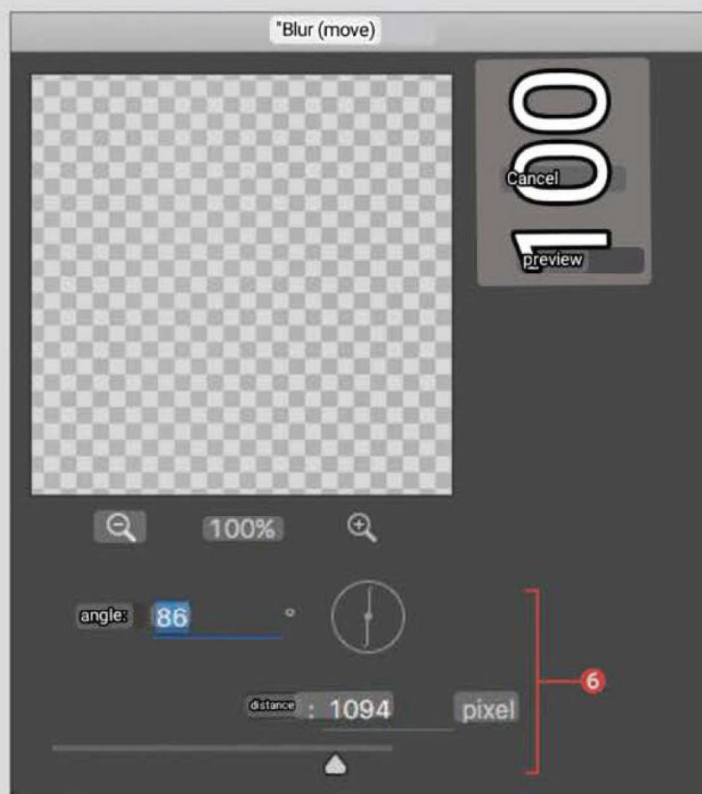 "Blur (move)
100
Cancel
preview
100%
angle: 86 °
6
distance : 1094 pixel